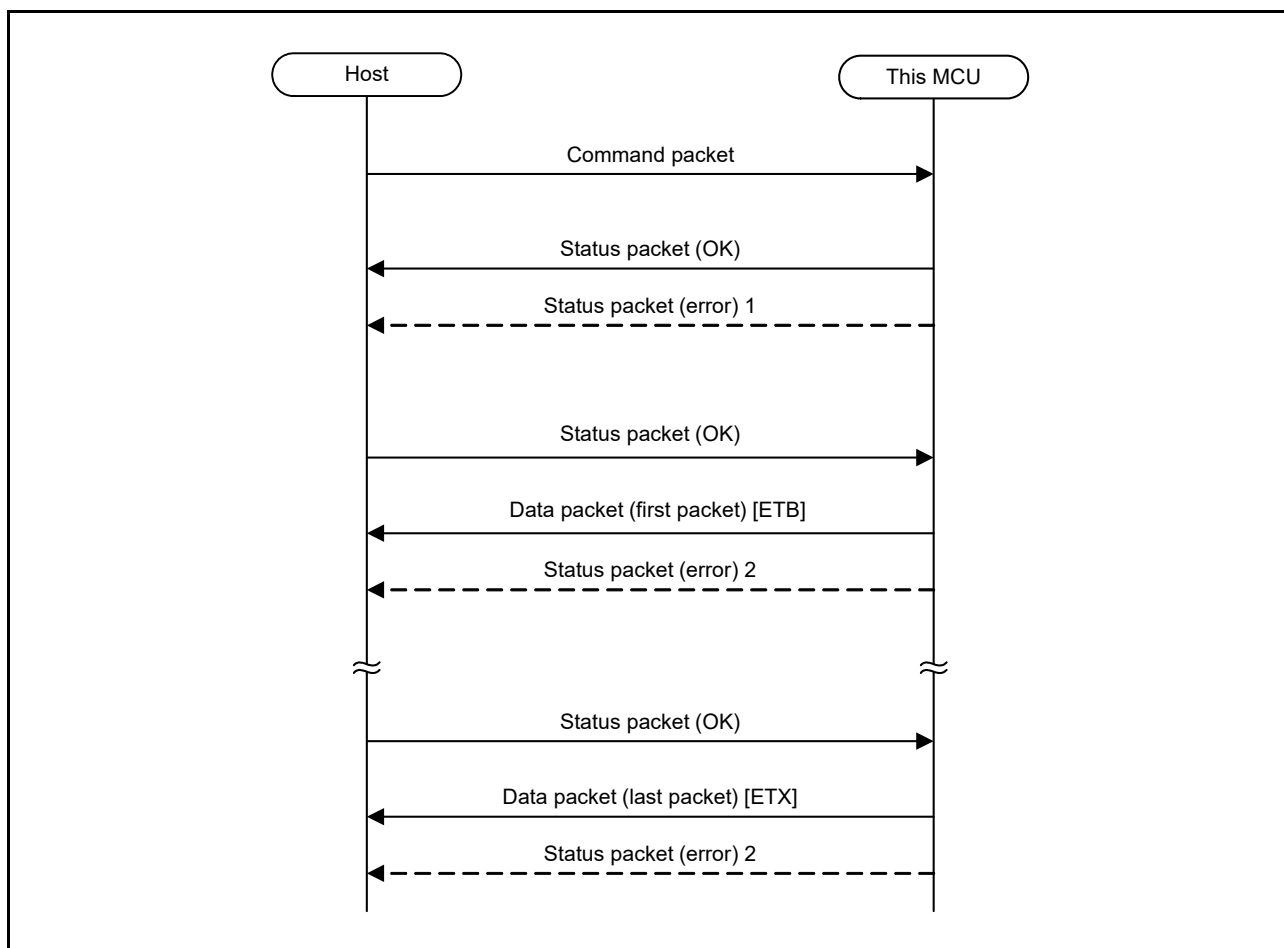 Host
This MCU
Command packet
Status packet (OK)
Status packet (error) 1
Status packet (OK)
Data packet (first packet) [ETB]
Status packet (error) 2
Status packet (OK)
Data packet (last packet) [ETX]
Status packet (error) 2